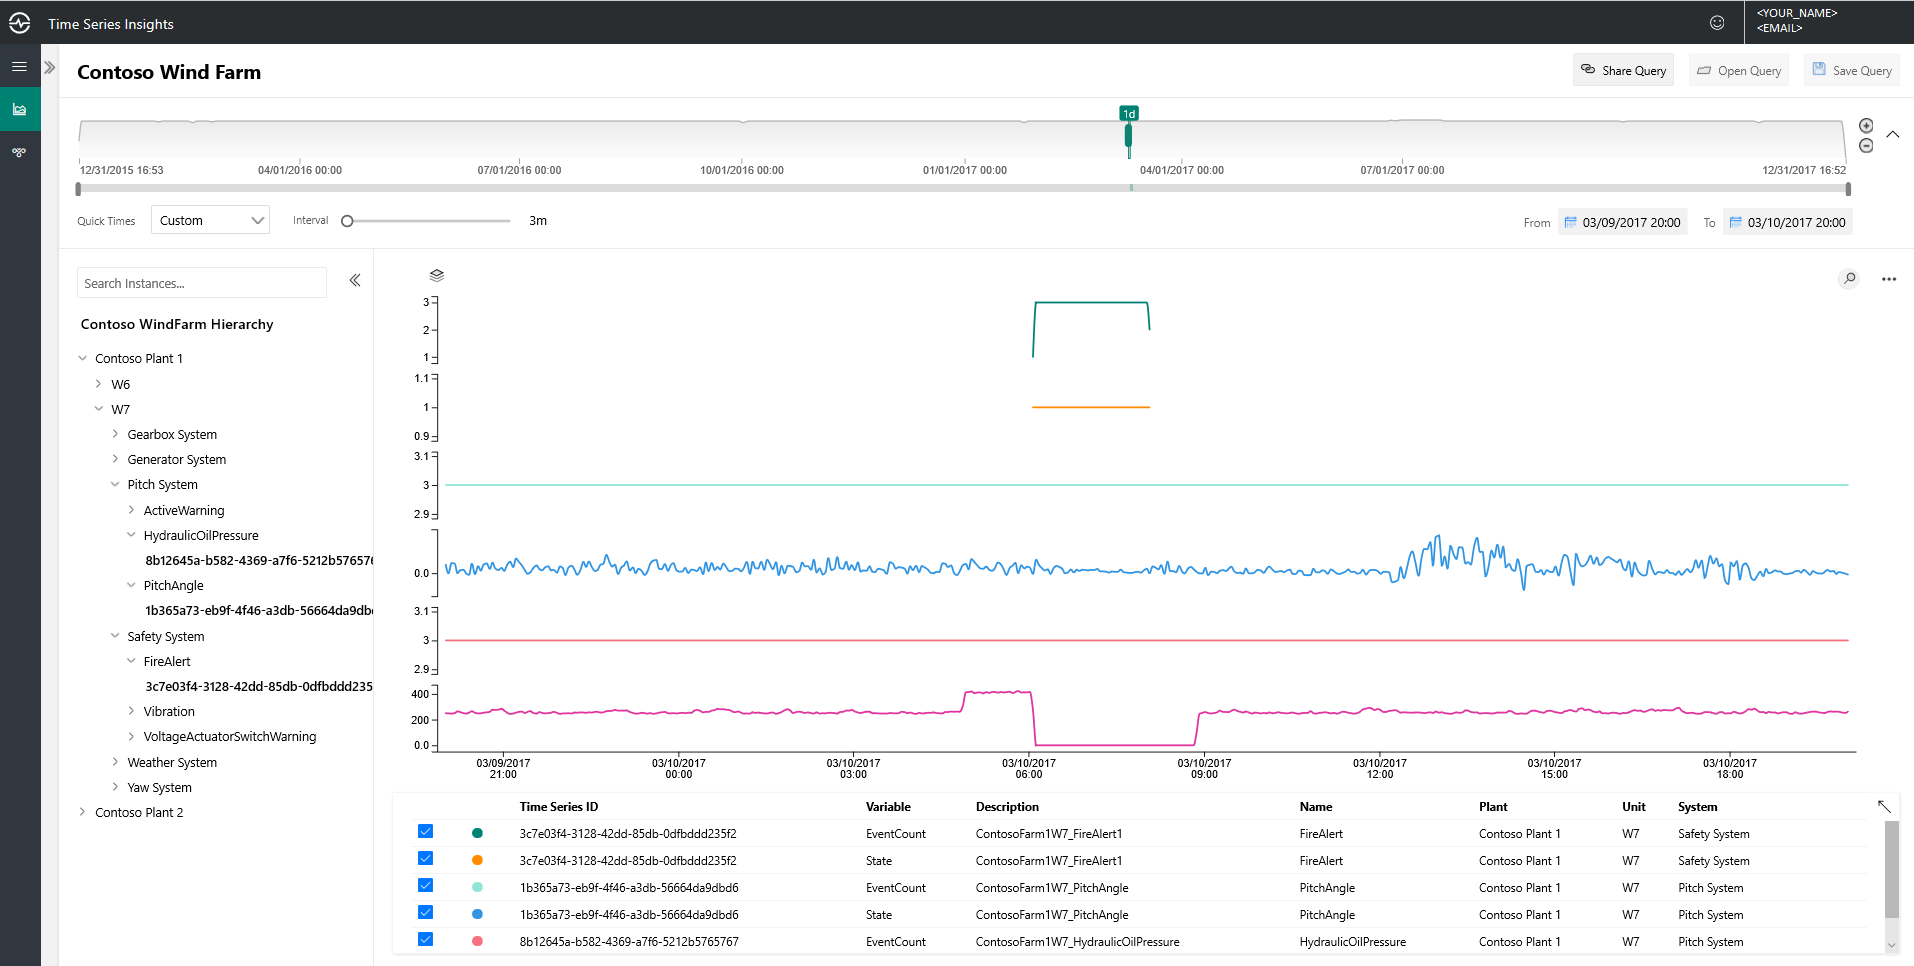 Time Series Insights
<YOUR_NAME>
<EMAIL>
Contoso Wind Farm
Share Query
Open Query
Save Query
1d
12/31/2015 16:53
04/01/2016 00:00
07/01/2016 00:00
10/01/2016 00:00
01/01/2017 00:00
04/01/2017 00:00
07/01/2017 00:00
12/31/2017 16:52
Quick Times
Custom
Interval
3m
From
03/09/2017 20:00
To
03/10/2017 20:00
Search Instances...
Contoso WindFarm Hierarchy
Contoso Plant 1
W6
W7
Gearbox System
Generator System
Pitch System
ActiveWarning
HydraulicOilPressure
8b12645a-b582-4369-a7f6-5212b576576
PitchAngle
1b365a73-eb9f-4f46-a3db-56664da9db
Safety System
FireAlert
3c7e03f4-3128-42dd-85db-0dfbddd235
Vibration
VoltageActuatorSwitchWarning
Weather System
Yaw System
Contoso Plant 2
3
2
1
1.1
1
0.9
3.1
3
2.9
0.0
3.1
3
2.9
400
200
0.0
03/09/2017
21:00
03/10/2017
00:00
03/10/2017
03:00
03/10/2017
06:00
03/10/2017
09:00
03/10/2017
12:00
03/10/2017
15:00
03/10/2017
18:00
Time Series ID Variable Description Name Plant Unit System
3c7e03f4-3128-42dd-85db-0dfbddd235f2 EventCount ContosoFarm1W7_FireAlert1 FireAlert Contoso Plant 1 W7 Safety System
3c7e03f4-3128-42dd-85db-0dfbddd235f2 State ContosoFarm1W7_FireAlert1 FireAlert Contoso Plant 1 W7 Safety System
1b365a73-eb9f-4f46-a3db-56664da9dbd6 EventCount ContosoFarm1W7_PitchAngle PitchAngle Contoso Plant 1 W7 Pitch System
1b365a73-eb9f-4f46-a3db-56664da9dbd6 State ContosoFarm1W7_PitchAngle PitchAngle Contoso Plant 1 W7 Pitch System
8b12645a-b582-4369-a7f6-5212b5765767 EventCount ContosoFarm1W7_HydraulicOilPressure HydraulicOilPressure Contoso Plant 1 W7 Pitch System